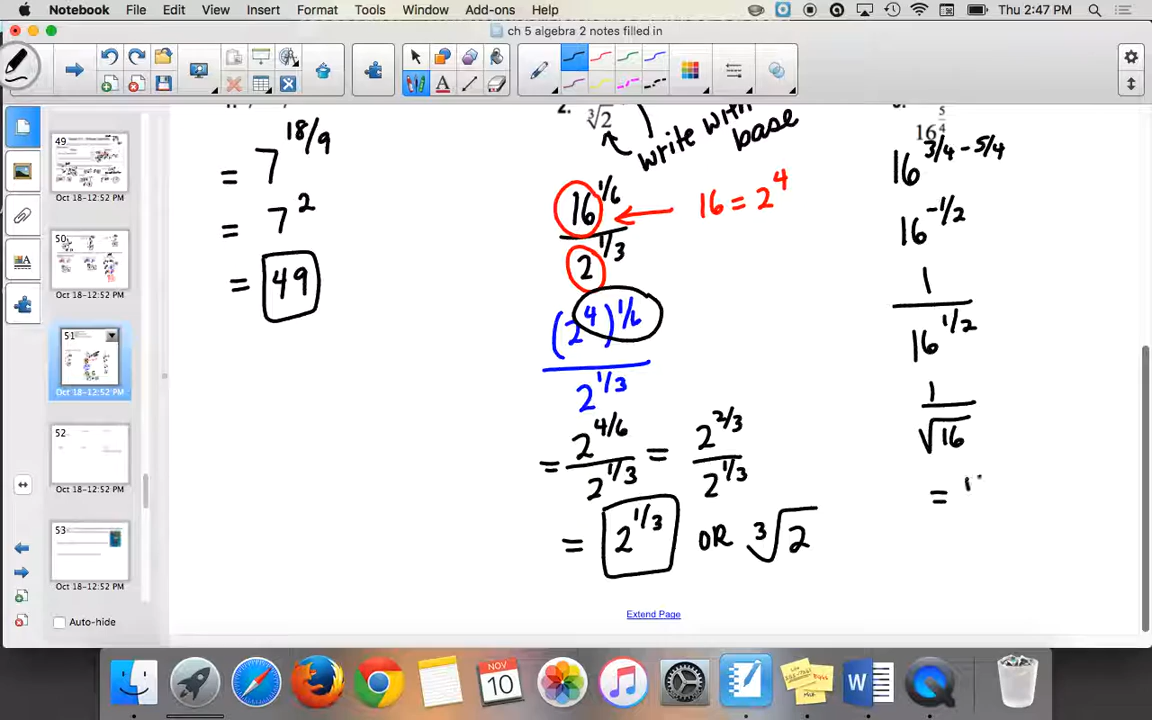 Notebook File Edit View Insert Format Tools Window Add-ons Help Thu 2:47 PM
ch 5 algebra 2 notes filled in
49
Oct 18-12:52 PM
50
Oct 18-12:52 PM
51
Oct 18-12:52 PM
52
Oct 18-12:52 PM
53
Oct 18-12:52 PM
Auto-hide
7^18/9
= 7^2
= 49
∛2
write with
base
16^1/6
2^1/3
16 = 2^4
(2^4)^1/6
2^1/3
= 2^4/6 / 2^1/3 = 2^2/3 / 2^1/3
= 2^1/3 OR ∛2
16^5/4
16^3/4 - 5/4
16^-1/2
1
16^1/2
1
√16
=
Extend Page
NOV
10
W